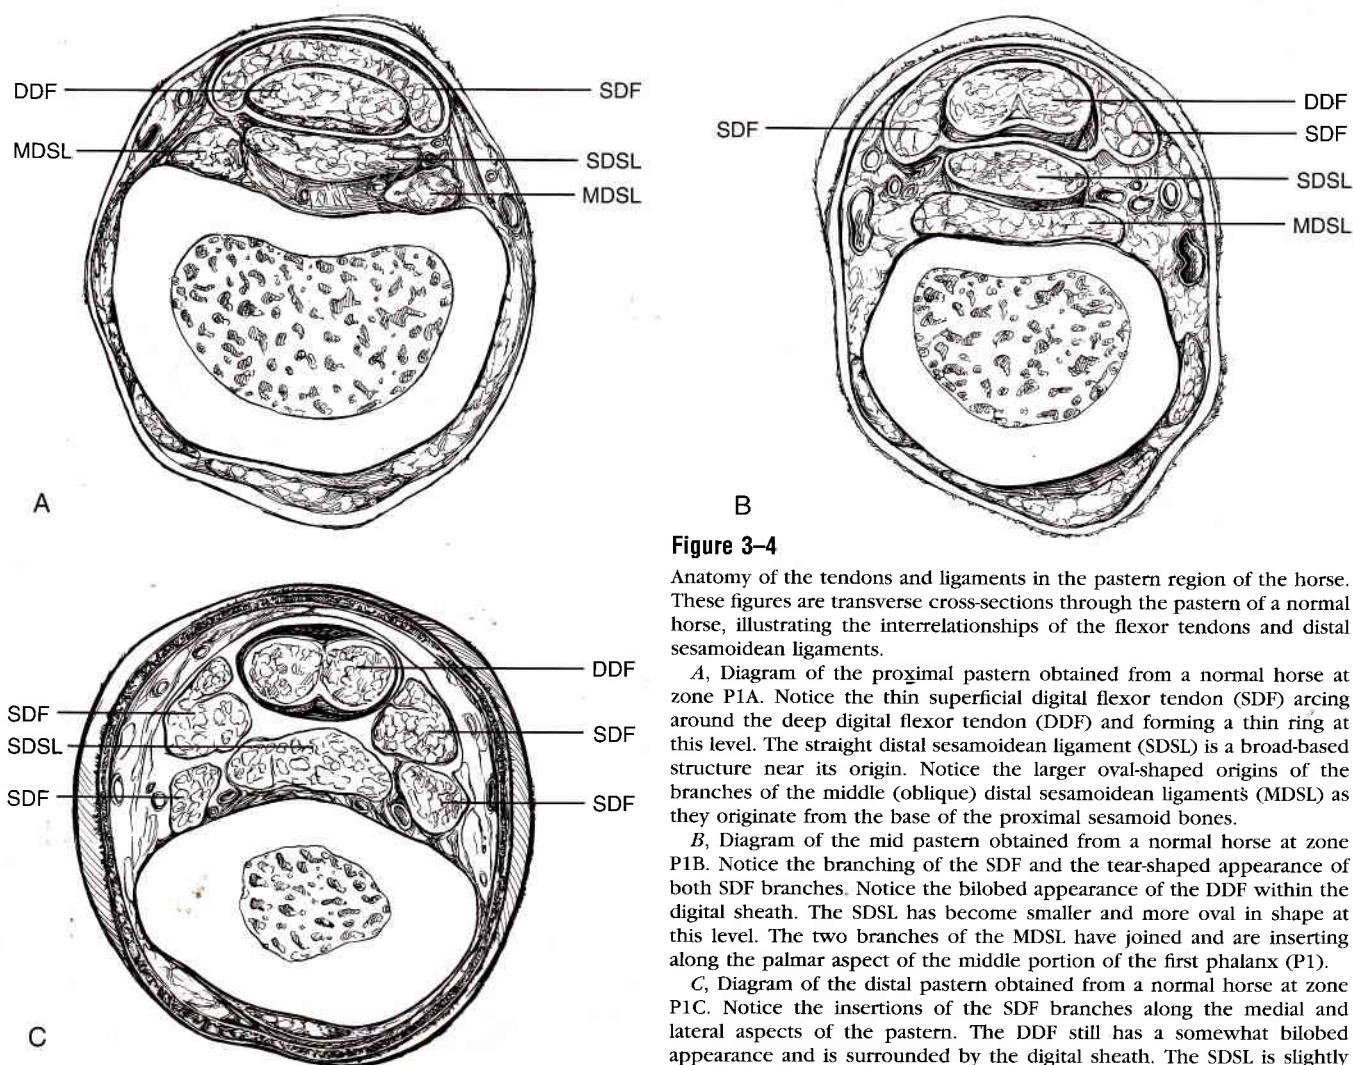 DDF
SDF
MDSL
SDSL
MDSL
A
DDF
SDF
SDF
SDSL
MDSL
B
DDF
SDF
SDSL
SDF
SDF
SDF
C
Figure 3–4
Anatomy of the tendons and ligaments in the pastern region of the horse.
These figures are transverse cross-sections through the pastern of a normal
horse, illustrating the interrelationships of the flexor tendons and distal
sesamoidean ligaments.
A, Diagram of the proximal pastern obtained from a normal horse at
zone P1A. Notice the thin superficial digital flexor tendon (SDF) arcing
around the deep digital flexor tendon (DDF) and forming a thin ring at
this level. The straight distal sesamoidean ligament (SDSL) is a broad-based
structure near its origin. Notice the larger oval-shaped origins of the
branches of the middle (oblique) distal sesamoidean ligaments (MDSL) as
they originate from the base of the proximal sesamoid bones.
B, Diagram of the mid pastern obtained from a normal horse at zone
P1B. Notice the branching of the SDF and the tear-shaped appearance of
both SDF branches. Notice the bilobed appearance of the DDF within the
digital sheath. The SDSL has become smaller and more oval in shape at
this level. The two branches of the MDSL have joined and are inserting
along the palmar aspect of the middle portion of the first phalanx (P1).
C, Diagram of the distal pastern obtained from a normal horse at zone
P1C. Notice the insertions of the SDF branches along the medial and
lateral aspects of the pastern. The DDF still has a somewhat bilobed
appearance and is surrounded by the digital sheath. The SDSL is slightly